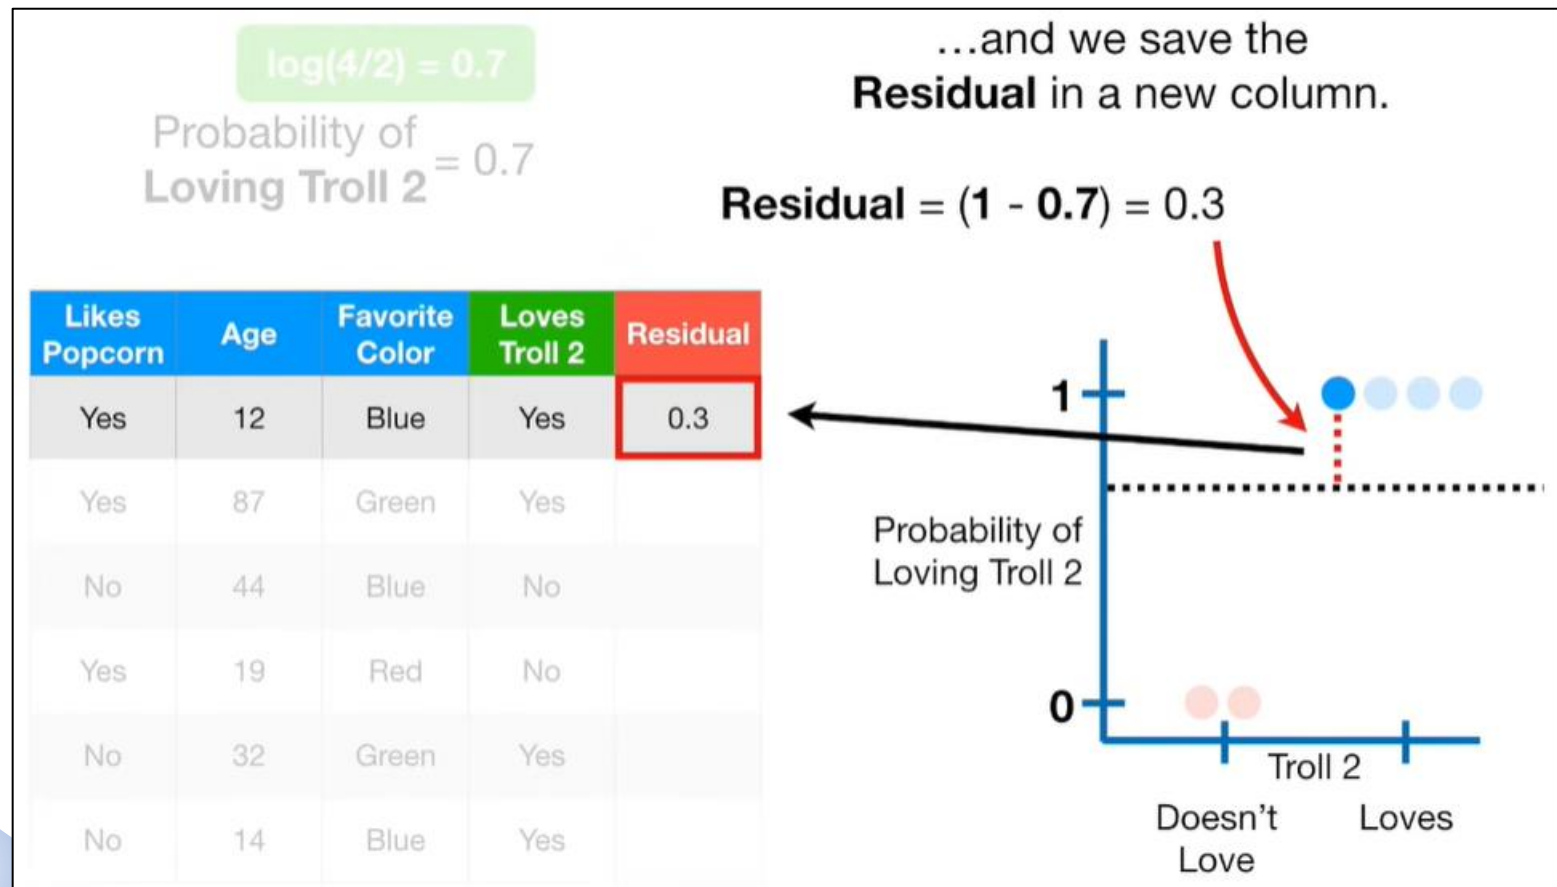 log(4/2) = 0.7
Probability of
Loving Troll 2 = 0.7
…and we save the
Residual in a new column.
Residual = (1 - 0.7) = 0.3
Likes Popcorn Age Favorite Color Loves Troll 2 Residual
Yes 12 Blue Yes 0.3
Yes 87 Green Yes
No 44 Blue No
Yes 19 Red No
No 32 Green Yes
No 14 Blue Yes
1
Probability of
Loving Troll 2
0
Troll 2
Doesn't Love
Loves